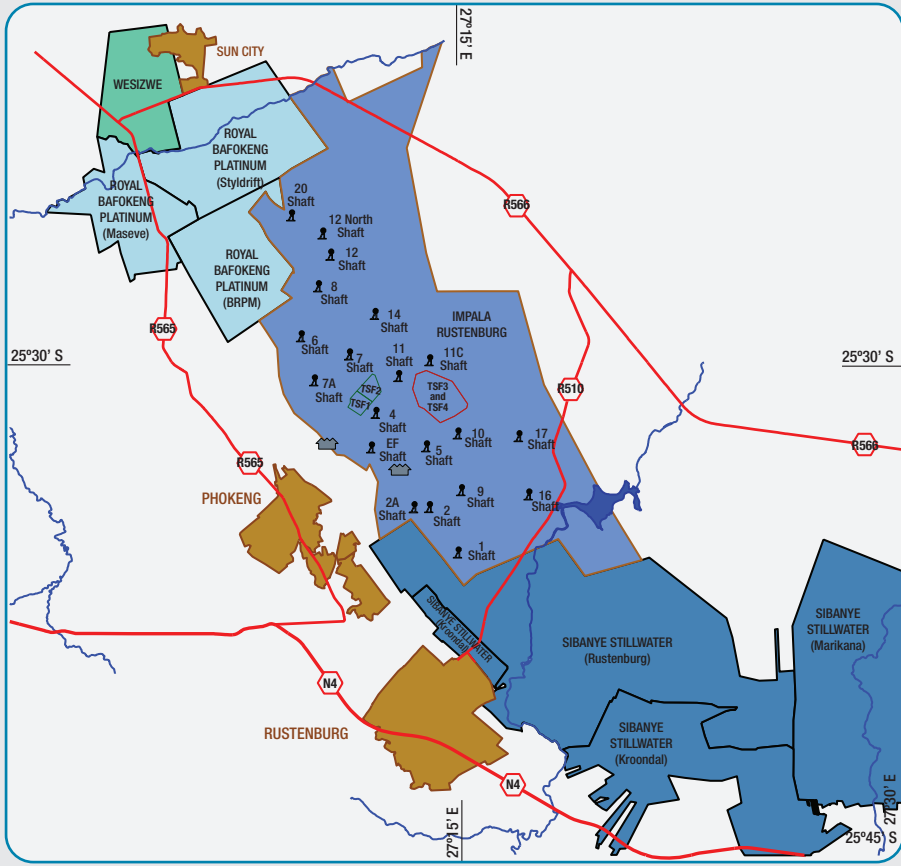 27°15' E
SUN CITY
WESIZWE
ROYAL
BAFOKENG
PLATINUM
(Styldrift)
ROYAL
BAFOKENG
PLATINUM
(Maseve)
20
Shaft
R566
12 North
Shaft
12
Shaft
ROYAL
BAFOKENG
PLATINUM
(BRPM)
8
Shaft
14
Shaft
IMPALA
RUSTENBURG
R565
6
Shaft
7
Shaft
11
Shaft
11C
Shaft
25°30' S
25°30' S
7A
Shaft
TSF2
TSF1
TSF3
and
TSF4
R510
4
Shaft
EF
Shaft
5
Shaft
10
Shaft
17
Shaft
R566
R565
PHOKENG
9
Shaft
16
Shaft
2A
Shaft
2
Shaft
1
Shaft
SIBANYE STILLWATER
(Kroondal)
SIBANYE STILLWATER
(Rustenburg)
SIBANYE
STILLWATER
(Marikana)
N4
RUSTENBURG
SIBANYE
STILLWATER
(Kroondal)
N4
27°15' E
27°30' E
25°45' S